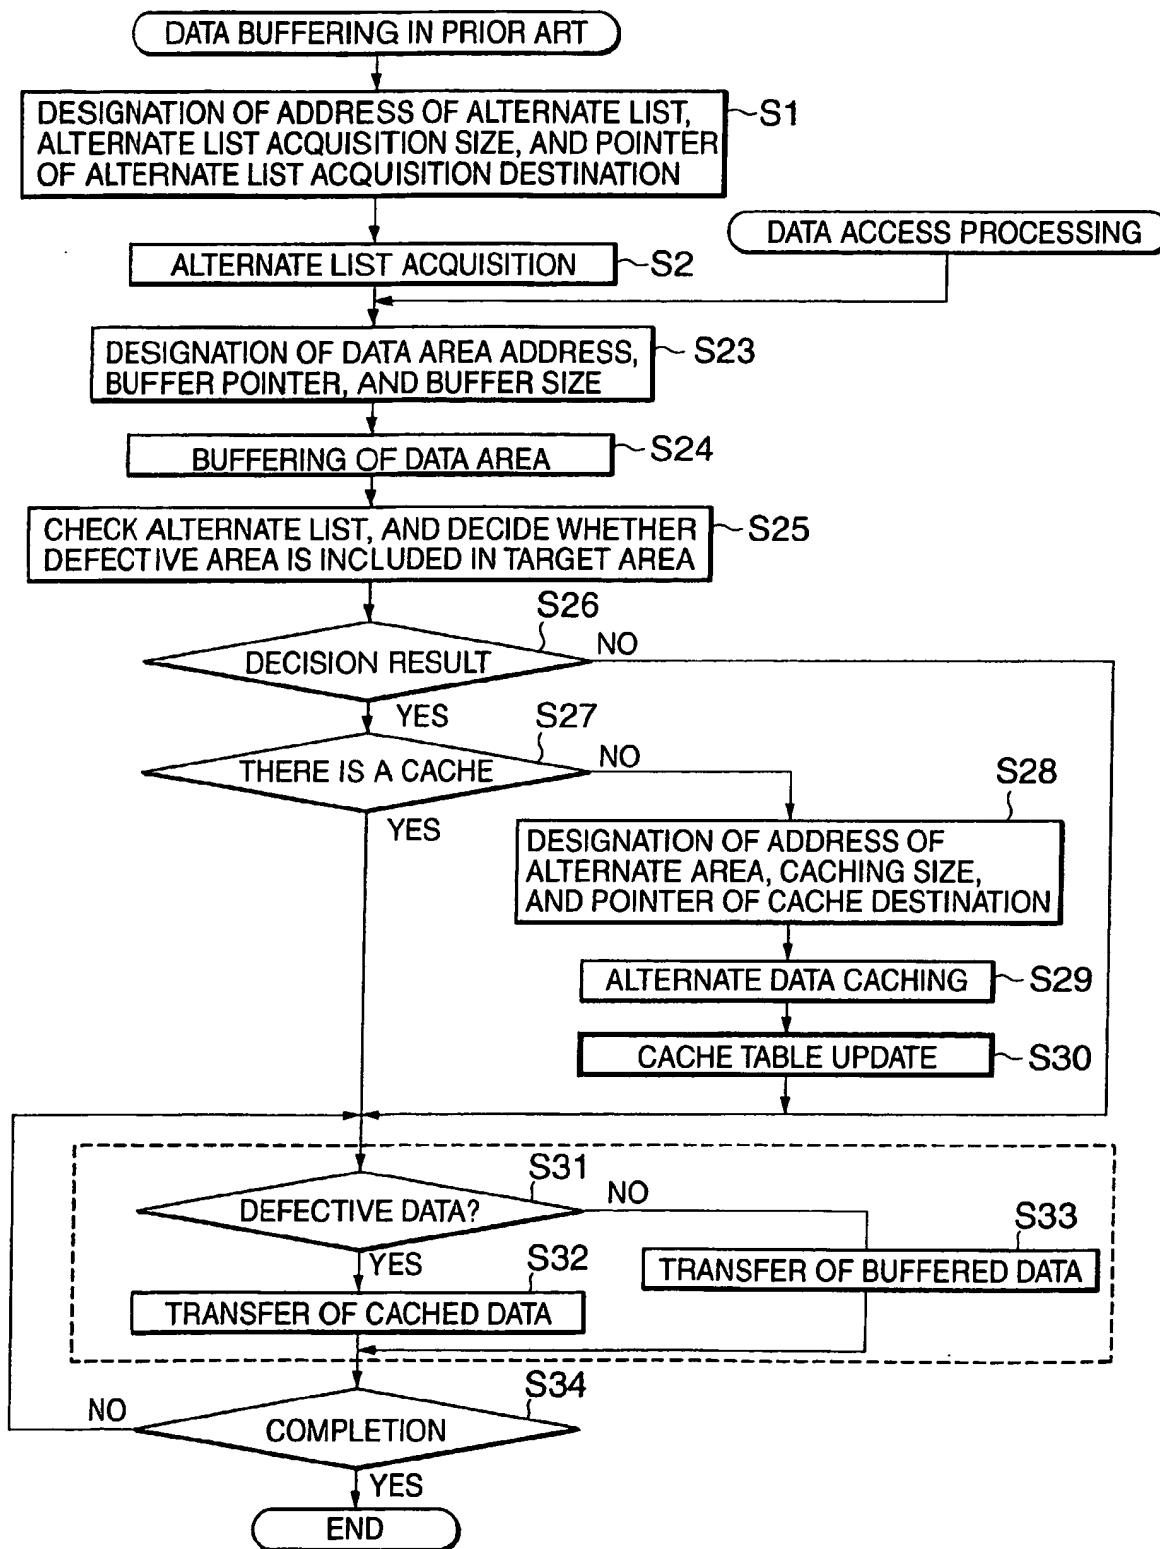 DATA BUFFERING IN PRIOR ART
DESIGNATION OF ADDRESS OF ALTERNATE LIST,
ALTERNATE LIST ACQUISITION SIZE, AND POINTER
OF ALTERNATE LIST ACQUISITION DESTINATION
S1
DATA ACCESS PROCESSING
ALTERNATE LIST ACQUISITION
S2
DESIGNATION OF DATA AREA ADDRESS,
BUFFER POINTER, AND BUFFER SIZE
S23
BUFFERING OF DATA AREA
S24
CHECK ALTERNATE LIST, AND DECIDE WHETHER
DEFECTIVE AREA IS INCLUDED IN TARGET AREA
S25
S26
DECISION RESULT
NO
YES
S27
THERE IS A CACHE
NO
YES
S28
DESIGNATION OF ADDRESS OF
ALTERNATE AREA, CACHING SIZE,
AND POINTER OF CACHE DESTINATION
ALTERNATE DATA CACHING
S29
CACHE TABLE UPDATE
S30
S31
DEFECTIVE DATA?
NO
YES
S32
TRANSFER OF CACHED DATA
S33
TRANSFER OF BUFFERED DATA
S34
COMPLETION
NO
YES
END